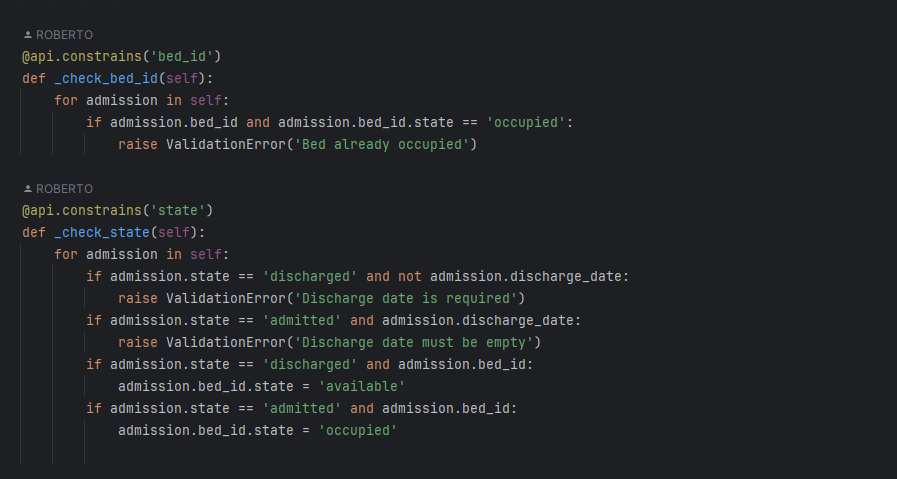 ROBERTO
@api.constrains('bed_id')
def _check_bed_id(self):
    for admission in self:
        if admission.bed_id and admission.bed_id.state == 'occupied':
            raise ValidationError('Bed already occupied')
ROBERTO
@api.constrains('state')
def _check_state(self):
    for admission in self:
        if admission.state == 'discharged' and not admission.discharge_date:
            raise ValidationError('Discharge date is required')
        if admission.state == 'admitted' and admission.discharge_date:
            raise ValidationError('Discharge date must be empty')
        if admission.state == 'discharged' and admission.bed_id:
            admission.bed_id.state = 'available'
        if admission.state == 'admitted' and admission.bed_id:
            admission.bed_id.state = 'occupied'